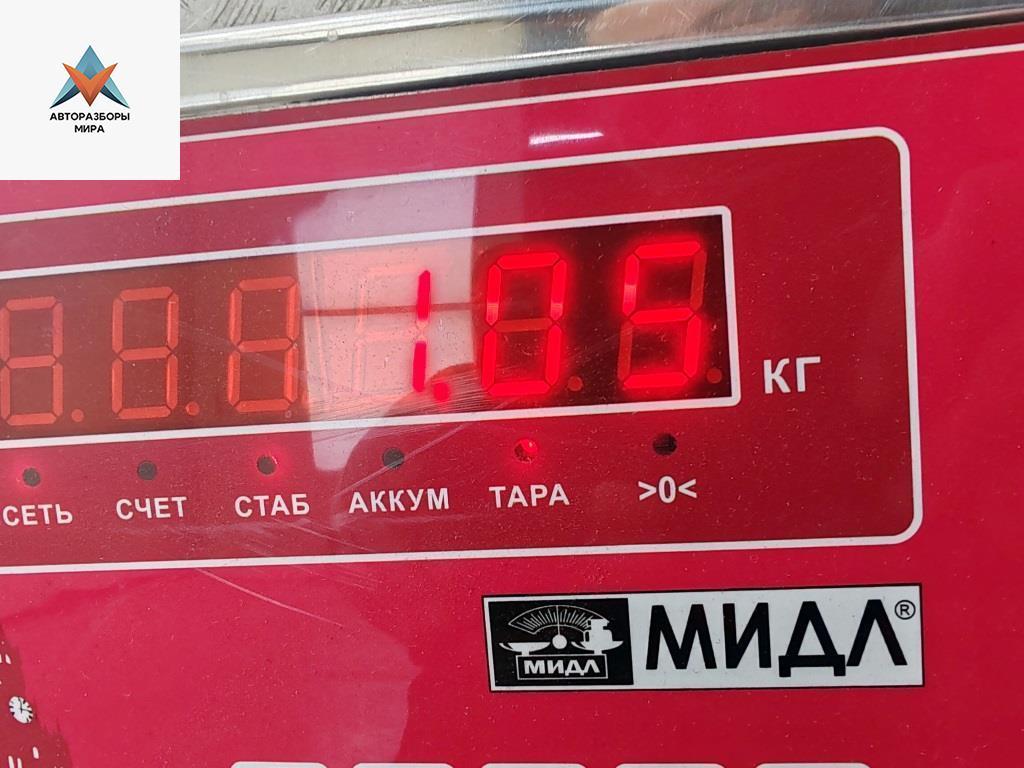 АВТОРАЗБОРЫ
МИРА
1.05
КГ
СЕТЬ СЧЕТ СТАБ АККУМ ТАРА >0<
МИДЛ МИДЛ®